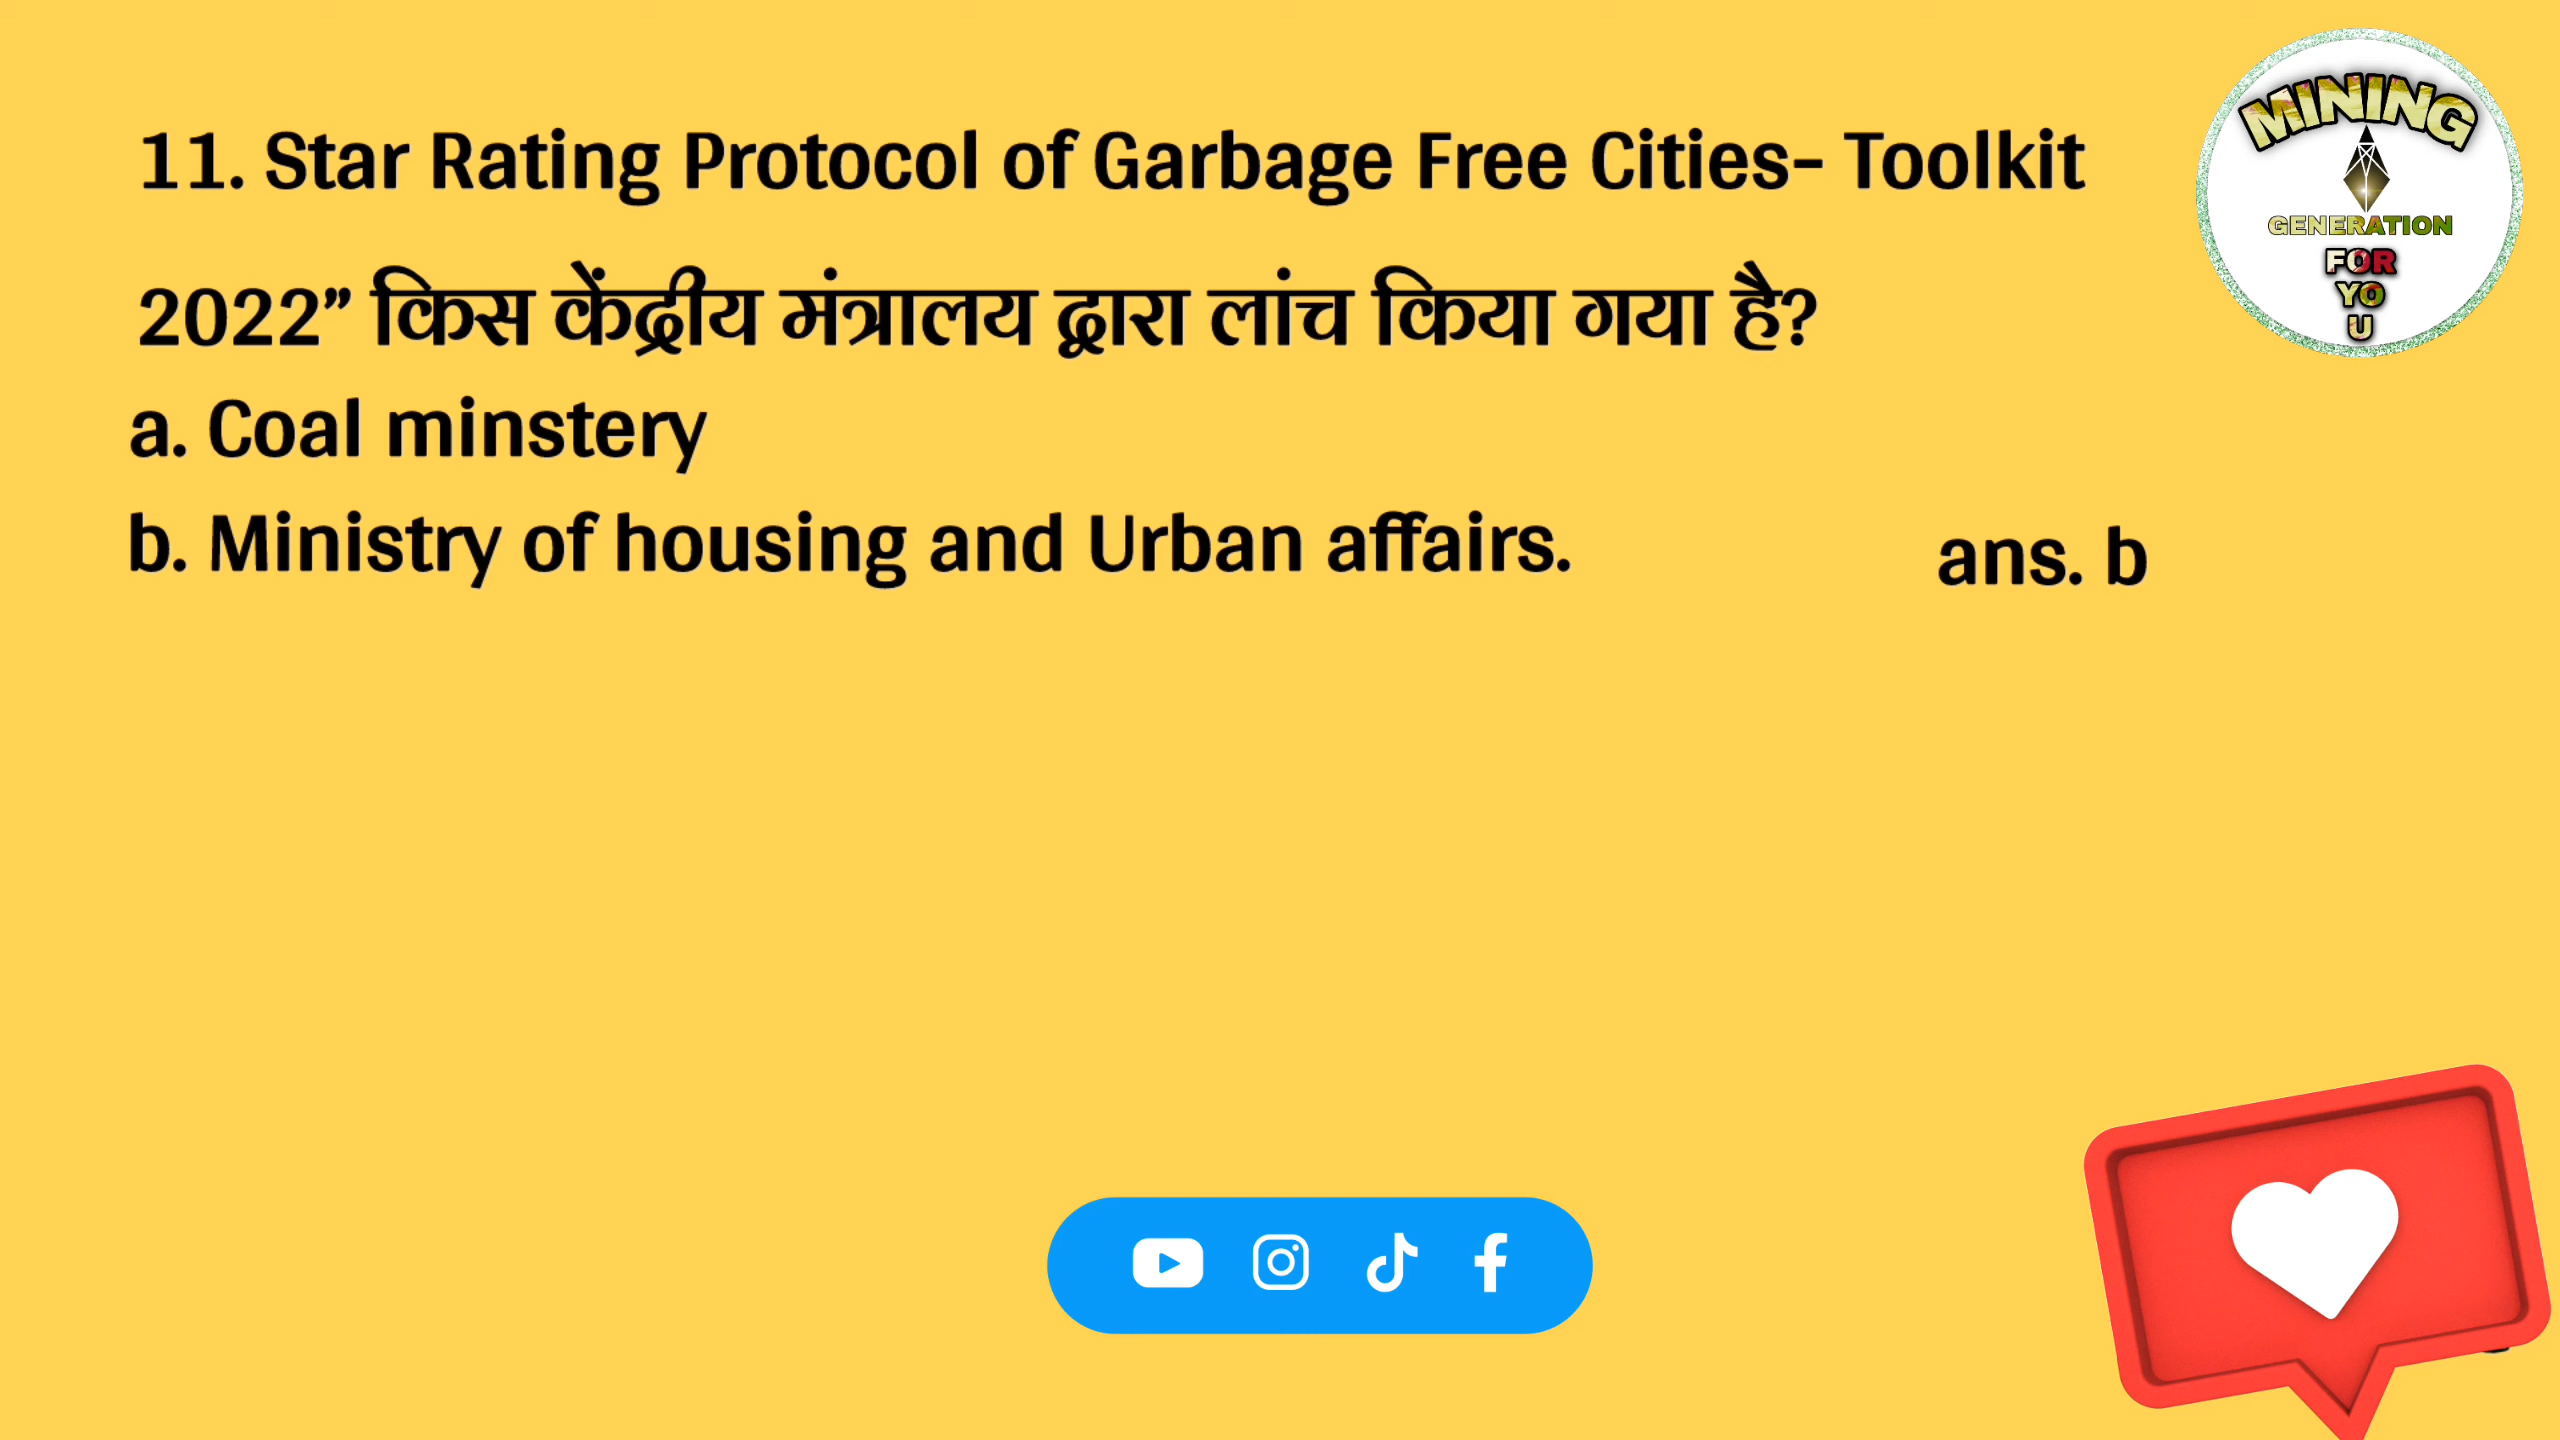 MINING
GENERATION
FOR
YO
U
11. Star Rating Protocol of Garbage Free Cities- Toolkit
2022” किस केंद्रीय मंत्रालय द्वारा लांच किया गया है?
a. Coal minstery
b. Ministry of housing and Urban affairs.
ans. b